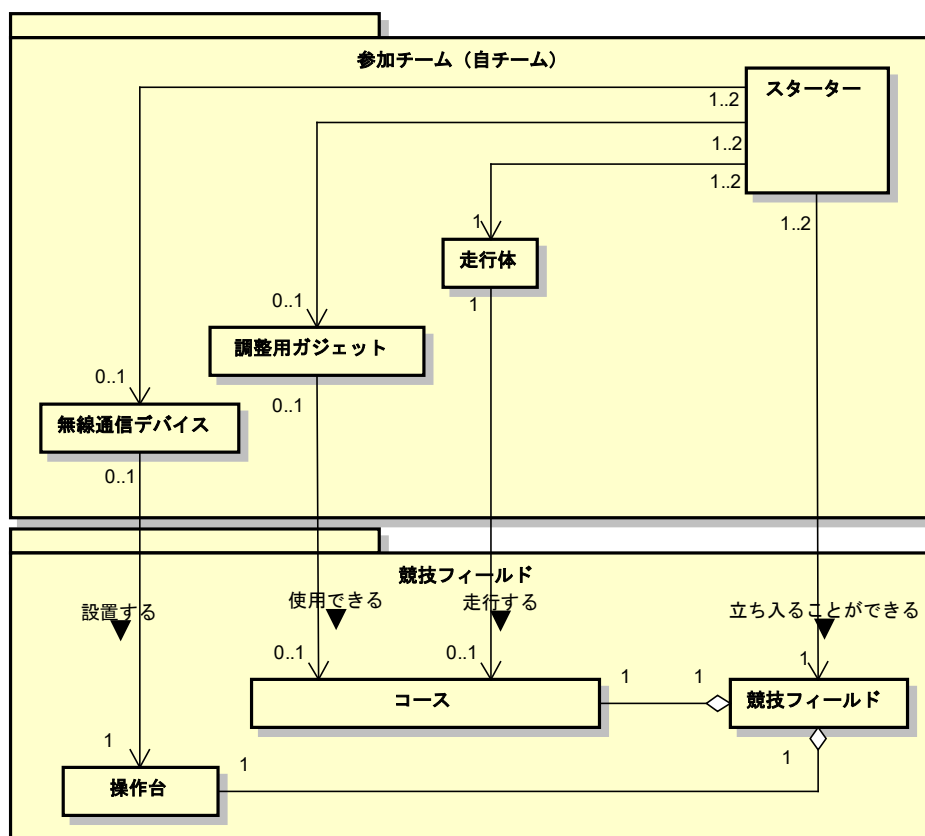 参加チーム（自チーム）
スターター
1..2
1..2
1..2
1..2
1
走行体
1
0..1
調整用ガジェット
0..1
0..1
無線通信デバイス
0..1
競技フィールド
設置する
使用できる
走行する
立ち入ることができる
0..1
0..1
1
1
1
コース
競技フィールド
1
1
1
操作台